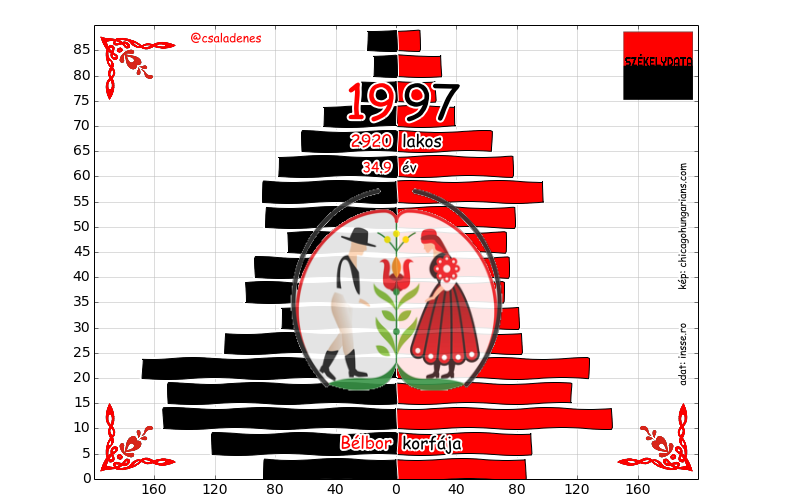 @csaladenes
SZÉKELYDATA
1997
2920 lakos
34.9 év
Bélbor korfája
kép: chicagohungarians.com
adat: insse.ro
85
80
75
70
65
60
55
50
45
40
35
30
25
20
15
10
5
0
160 120 80 40 0 40 80 120 160